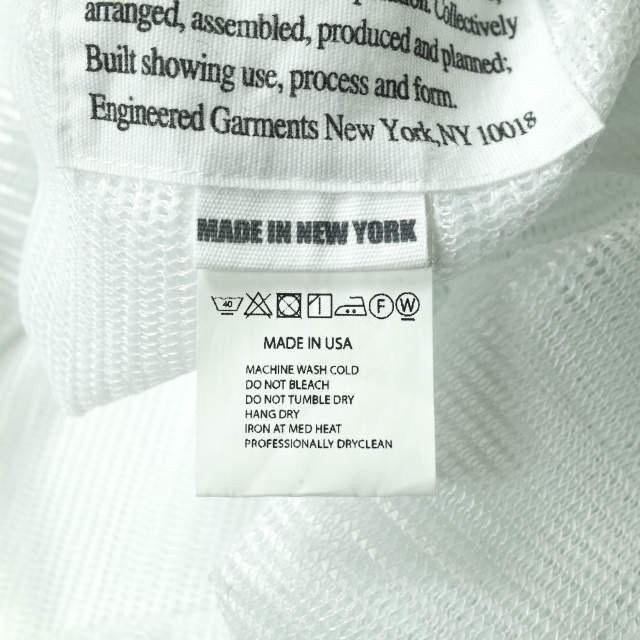 Collectively
arranged, assembled, produced and planned:,
Built showing use, process and form.
Engineered Garments New York,NY 10018
MADE IN NEW YORK
40 F W
MADE IN USA
MACHINE WASH COLD
DO NOT BLEACH
DO NOT TUMBLE DRY
HANG DRY
IRON AT MED HEAT
PROFESSIONALLY DRYCLEAN